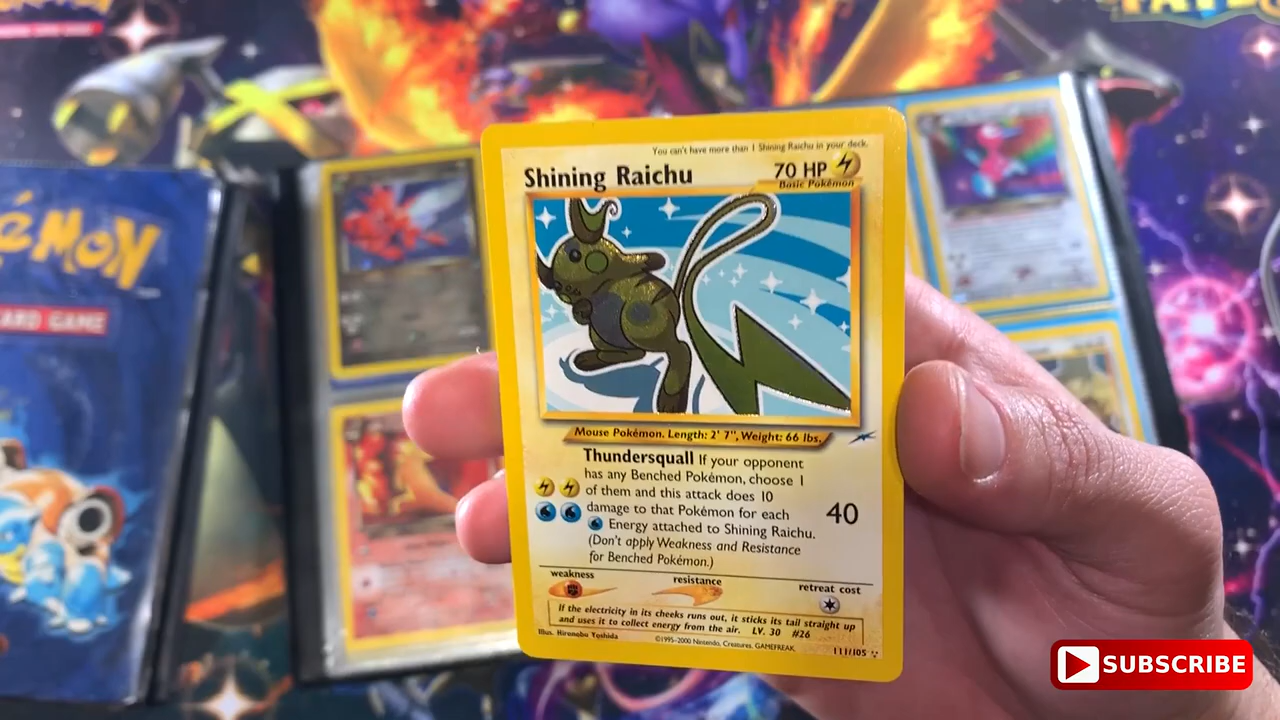 You can't have more than 1 Shining Raichu in your deck.
Shining Raichu 70 HP
Basic Pokémon
Mouse Pokémon. Length: 2' 7", Weight: 66 lbs.
Thundersquall If your opponent
has any Benched Pokémon, choose 1
of them and this attack does 10
damage to that Pokémon for each
Energy attached to Shining Raichu.
(Don't apply Weakness and Resistance
for Benched Pokémon.)
40
weakness resistance retreat cost
If the electricity in its cheeks runs out, it sticks its tail straight up
and uses it to collect energy from the air. LV. 30 #26
Illus. Hironobu Yoshida ©1995-2000 Nintendo, Creatures, GAMEFREAK. 111/105
éMON
CARD GAME
SUBSCRIBE